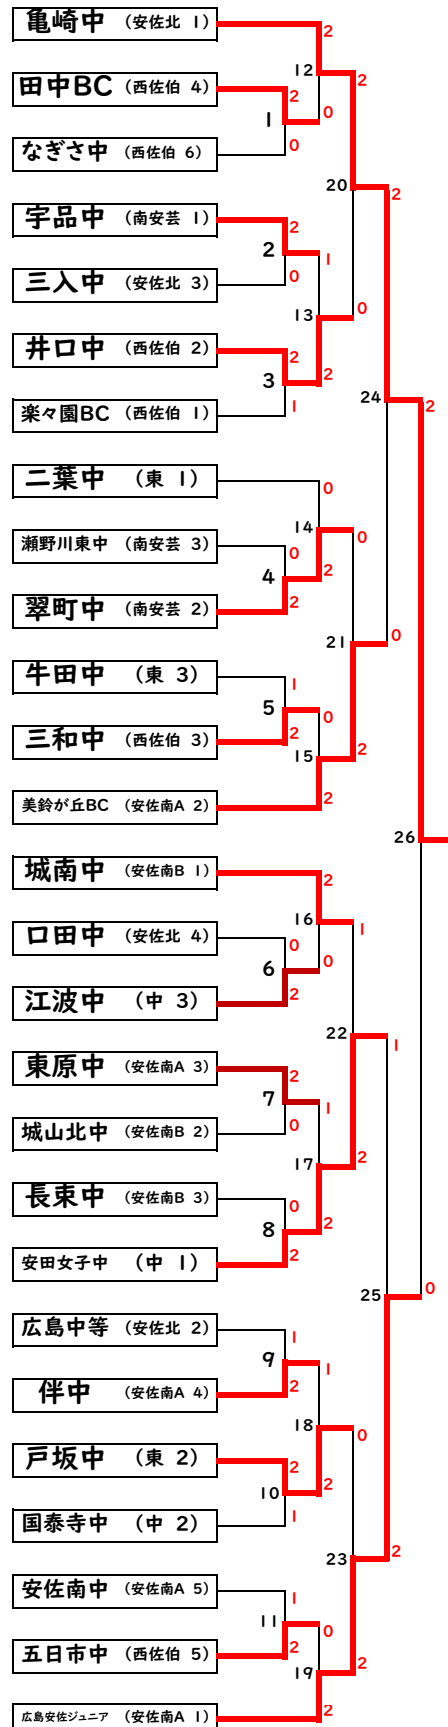 亀崎中 (安佐北 1)
2
12
2
田中BC (西佐伯 4)
2
1
0
なぎさ中 (西佐伯 6)
0
20
2
宇品中 (南安芸 1)
2
2
1
三入中 (安佐北 3)
0
13
0
井口中 (西佐伯 2)
2
3
2
楽々園BC (西佐伯 1)
1
24
2
二葉中 (東 1)
0
14
0
瀬野川東中 (南安芸 3)
0
4
2
翠町中 (南安芸 2)
2
21
0
牛田中 (東 3)
1
5
0
三和中 (西佐伯 3)
2
15
2
美鈴が丘BC (安佐南A 2)
2
26
城南中 (安佐南B 1)
2
16
1
口田中 (安佐北 4)
0
6
0
江波中 (中 3)
2
22
1
東原中 (安佐南A 3)
2
7
1
城山北中 (安佐南B 2)
0
17
2
長束中 (安佐南B 3)
0
8
2
安田女子中 (中 1)
2
25
0
広島中等 (安佐北 2)
1
9
1
伴中 (安佐南A 4)
2
18
0
戸坂中 (東 2)
2
10
2
国泰寺中 (中 2)
1
23
2
安佐南中 (安佐南A 5)
1
11
0
五日市中 (西佐伯 5)
2
19
2
広島安佐ジュニア (安佐南A 1)
2